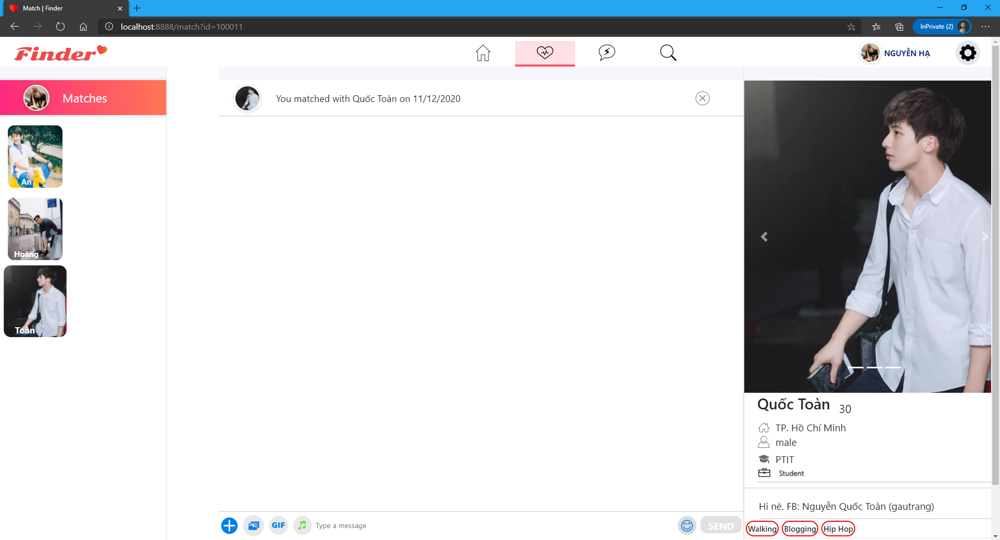 Match | Finder
InPrivate (2)
localhost:8888/match?id=100011
Finder
NGUYỄN HẠ
Matches
You matched with Quốc Toàn on 11/12/2020
An
Hoàng
Toàn
Quốc Toàn 30
TP. Hồ Chí Minh
male
PTIT
Student
Hi nè. FB: Nguyễn Quốc Toàn (gautrang)
GIF
Type a message
SEND
Walking Blogging Hip Hop